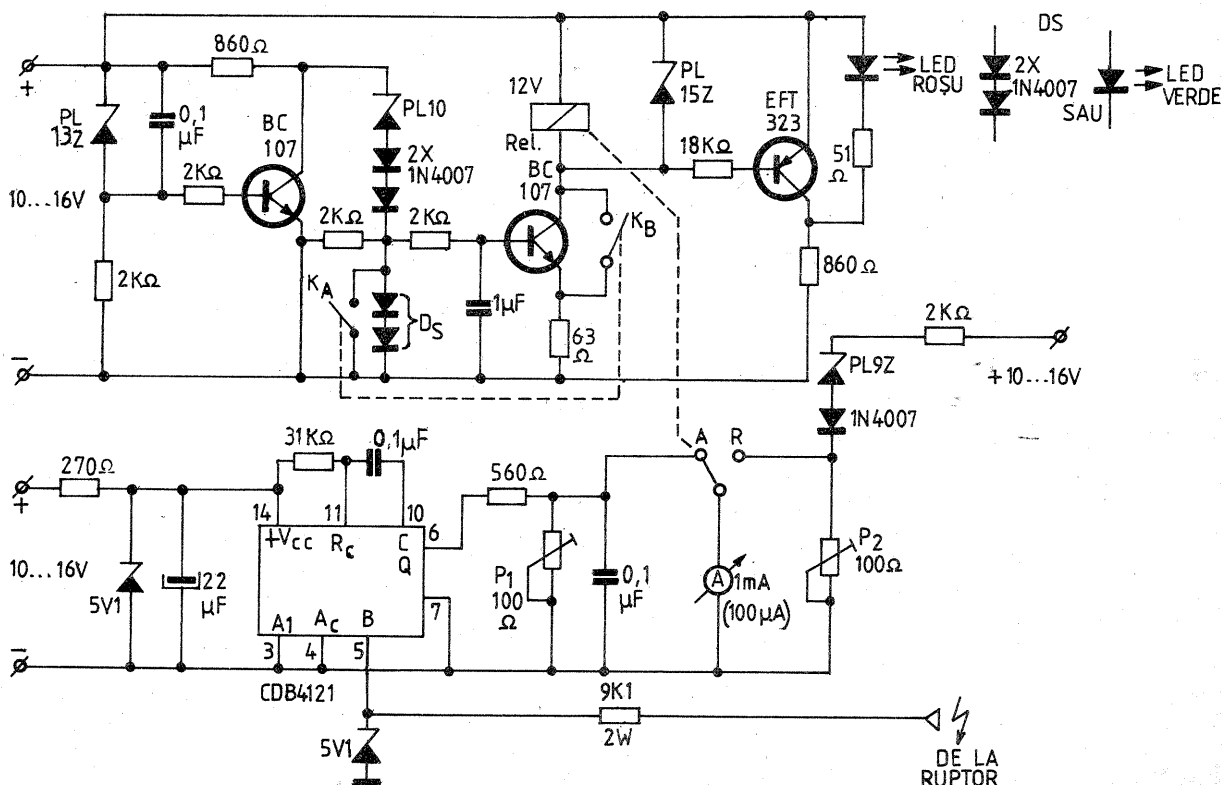 DS
860Ω
+
PL
13Z
0,1
μF
BC
107
PL10
2X
1N4007
12V
Rel.
PL
15Z
EFT
323
LED
ROȘU
2X
1N4007
SAU
LED
VERDE
10...16V
2KΩ
2KΩ
2KΩ
2KΩ
BC
107
KB
18KΩ
51
Ω
KA
DS
1μF
63
Ω
860Ω
2KΩ
−
PL9Z
+10...16V
1N4007
31KΩ
0,1μF
270Ω
+
14
11
10
6
560Ω
A
R
+Vcc
Rc
C
Q
10...16V
5V1
22
μF
P1
100
Ω
0,1
μF
A
1mA
(100μA)
P2
100Ω
7
A1
Ac
B
−
3
4
5
CDB4121
9K1
2W
5V1
DE LA
RUPTOR